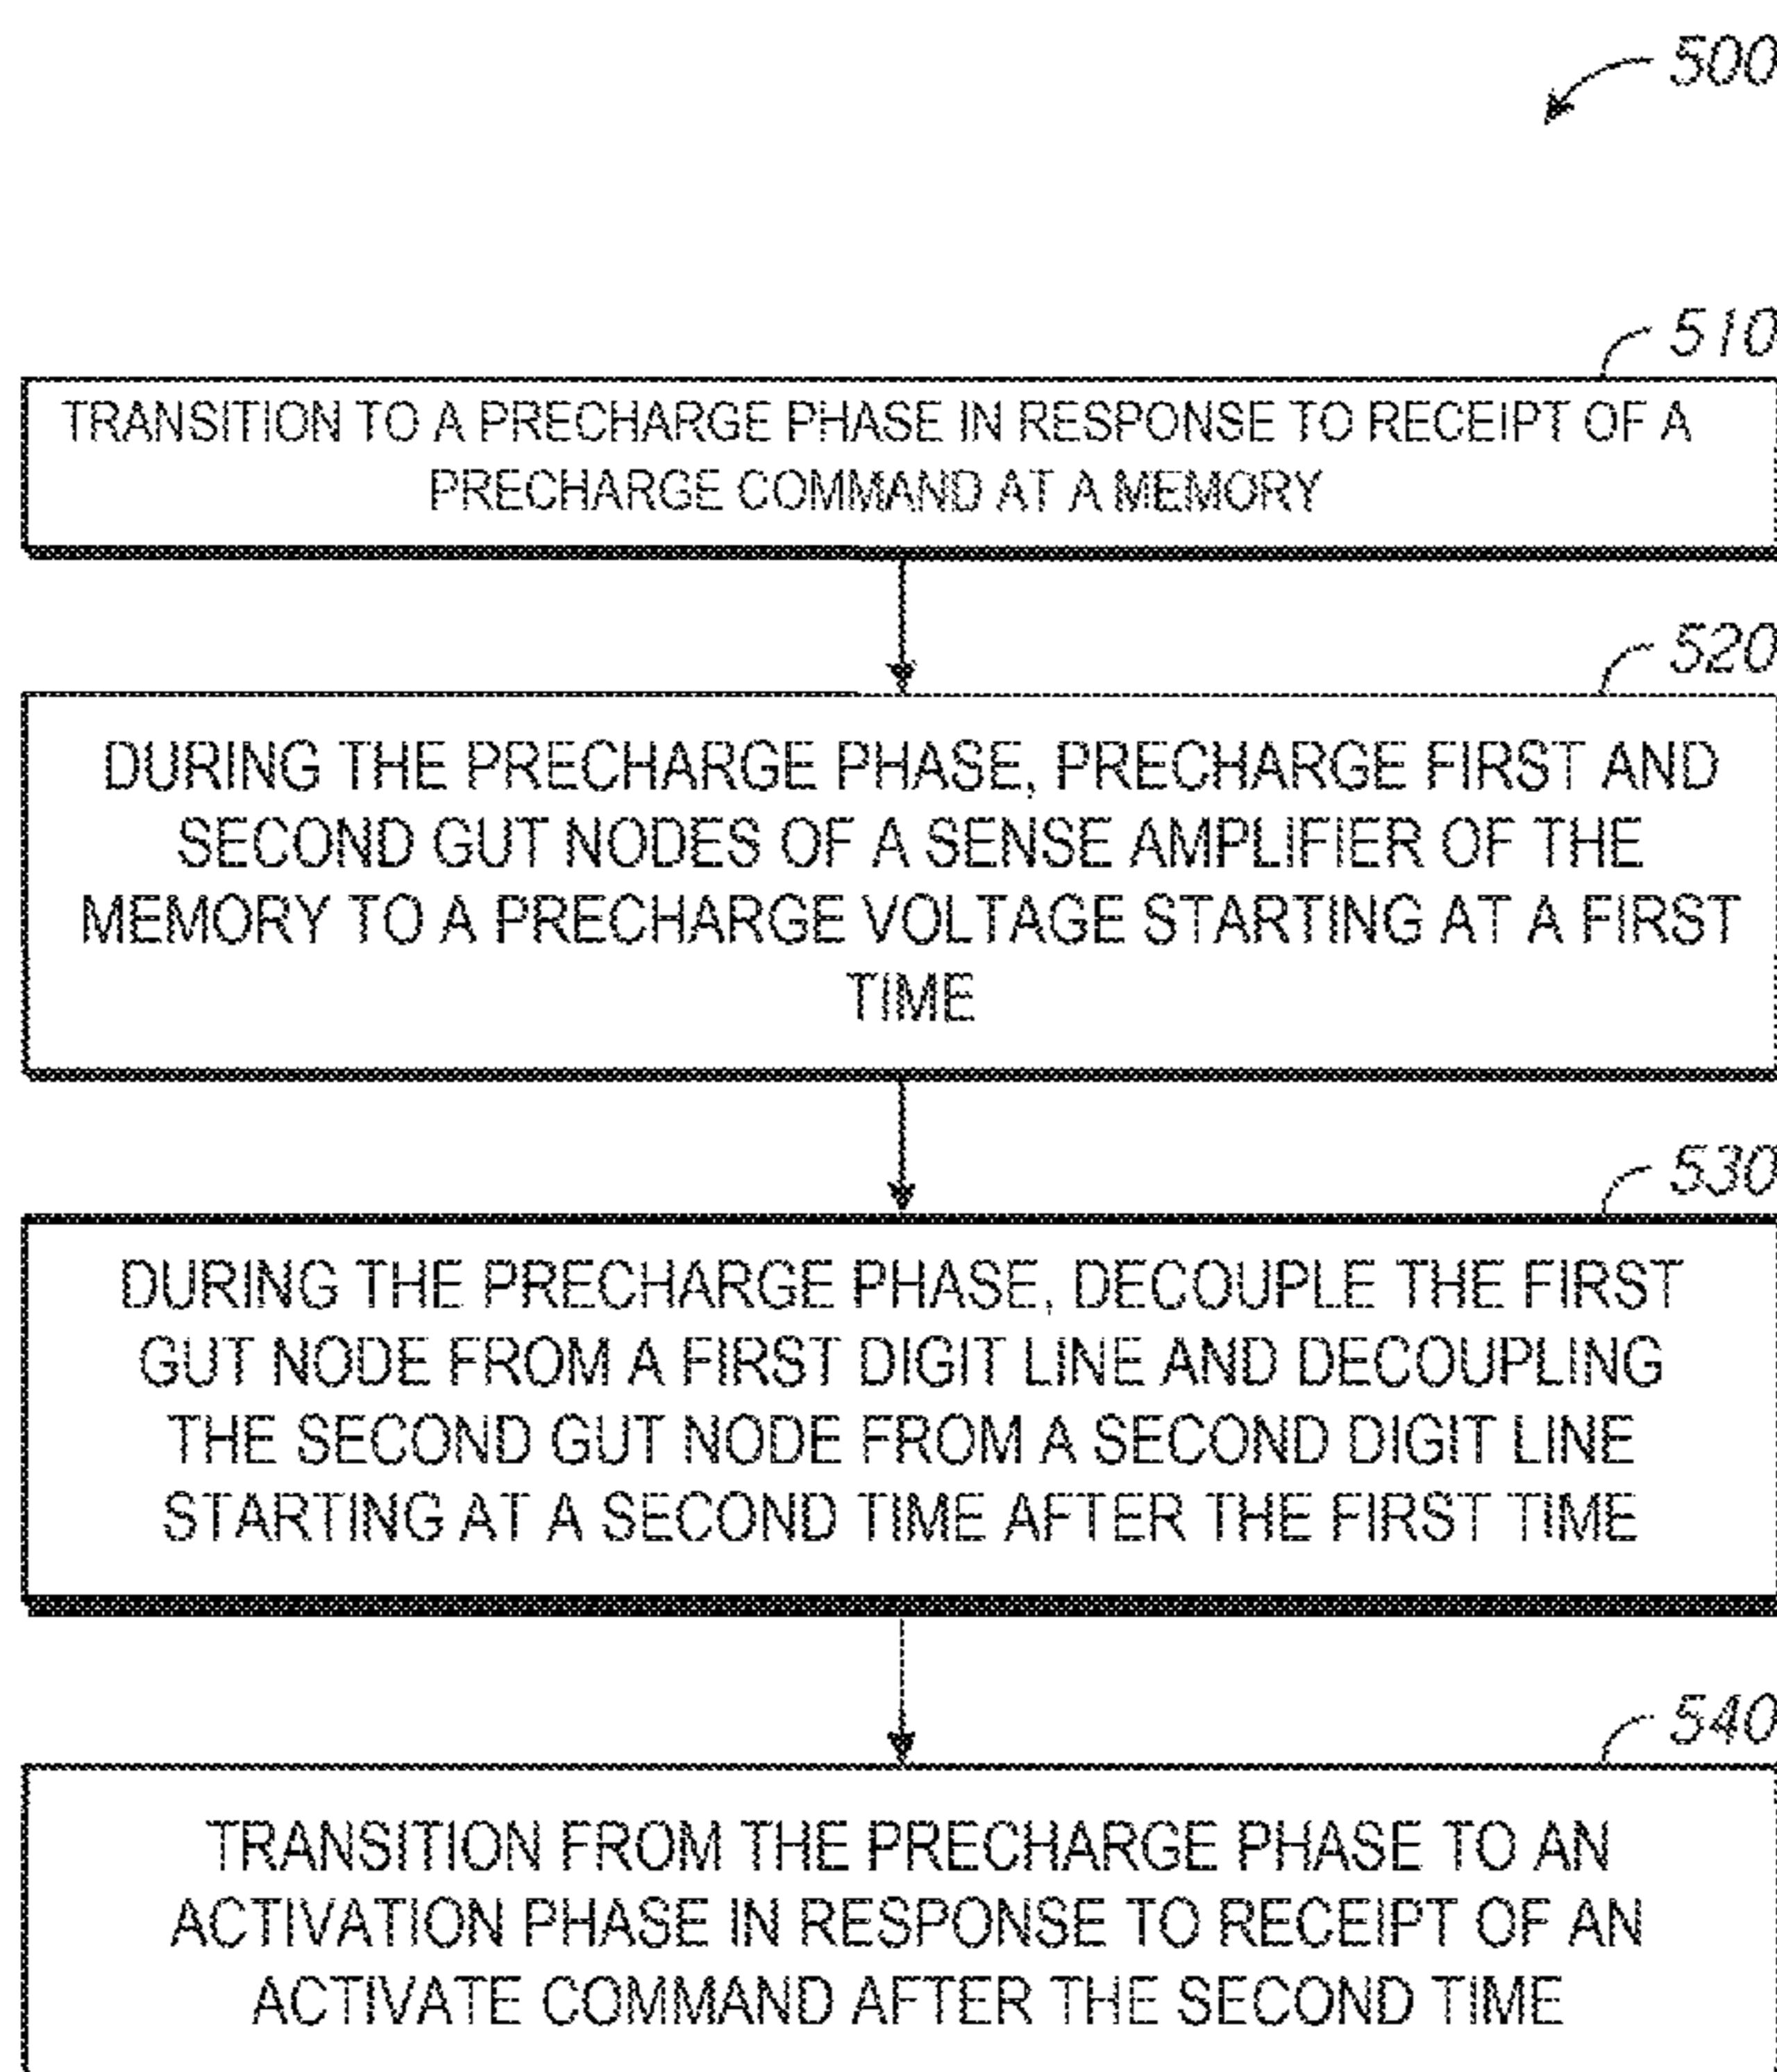 500
510
TRANSITION TO A PRECHARGE PHASE IN RESPONSE TO RECEIPT OF A
PRECHARGE COMMAND AT A MEMORY
520
DURING THE PRECHARGE PHASE, PRECHARGE FIRST AND
SECOND GUT NODES OF A SENSE AMPLIFIER OF THE
MEMORY TO A PRECHARGE VOLTAGE STARTING AT A FIRST
TIME
530
DURING THE PRECHARGE PHASE, DECOUPLE THE FIRST
GUT NODE FROM A FIRST DIGIT LINE AND DECOUPLING
THE SECOND GUT NODE FROM A SECOND DIGIT LINE
STARTING AT A SECOND TIME AFTER THE FIRST TIME
540
TRANSITION FROM THE PRECHARGE PHASE TO AN
ACTIVATION PHASE IN RESPONSE TO RECEIPT OF AN
ACTIVATE COMMAND AFTER THE SECOND TIME